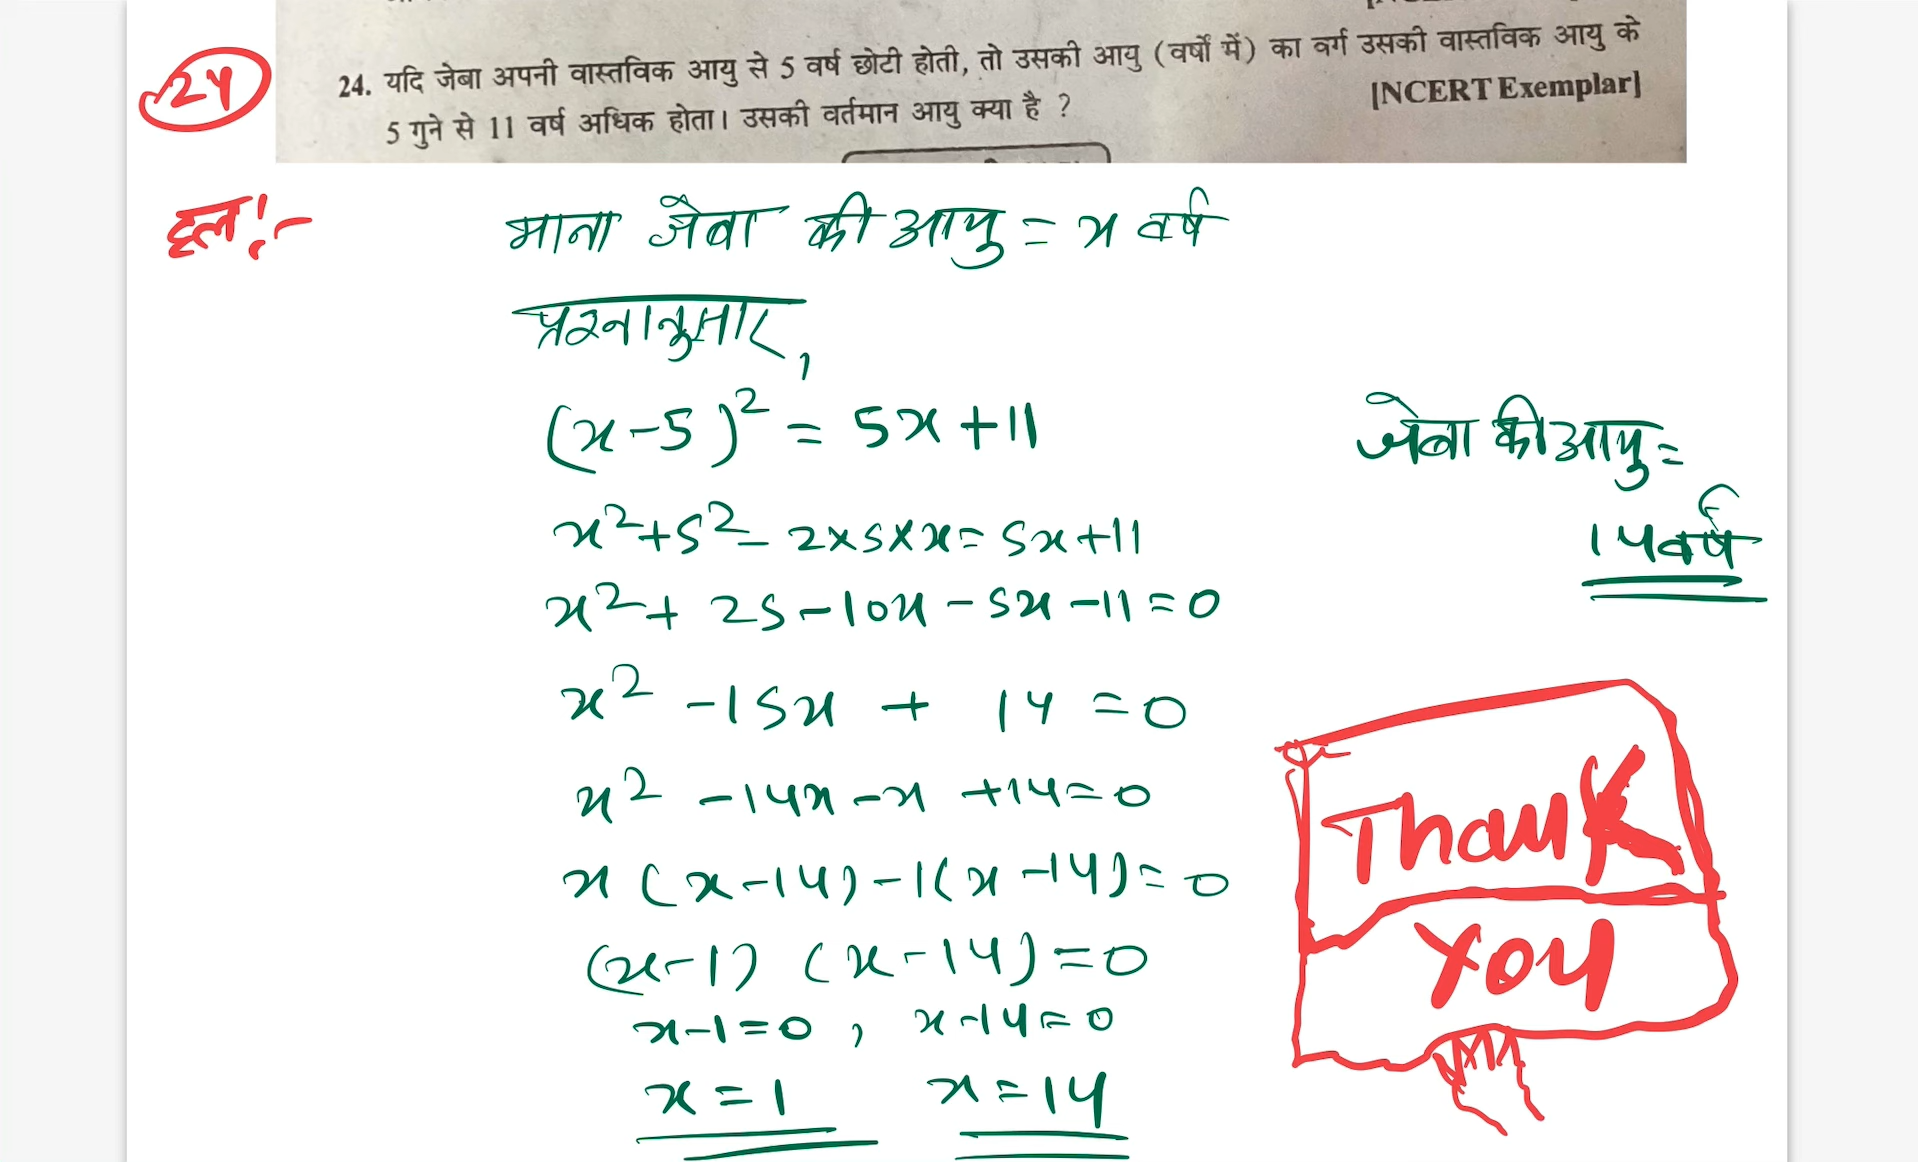 24
24. यदि जेबा अपनी वास्तविक आयु से 5 वर्ष छोटी होती, तो उसकी आयु (वर्षों में) का वर्ग उसकी वास्तविक आयु के
5 गुने से 11 वर्ष अधिक होता। उसकी वर्तमान आयु क्या है ?
[NCERT Exemplar]
हल:-
माना जेबा की आयु = x वर्ष
प्रश्नानुसार,
(x-5)² = 5x+11
x²+5²- 2×5×x= 5x+11
x²+ 25-10x-5x-11=0
x² -15x + 14 =0
x² -14x-x +14=0
x(x-14)-1(x-14)=0
(x-1) (x-14)=0
x-1=0, x-14=0
x=1 x=14
जेबा की आयु=
14वर्ष
Thank
You